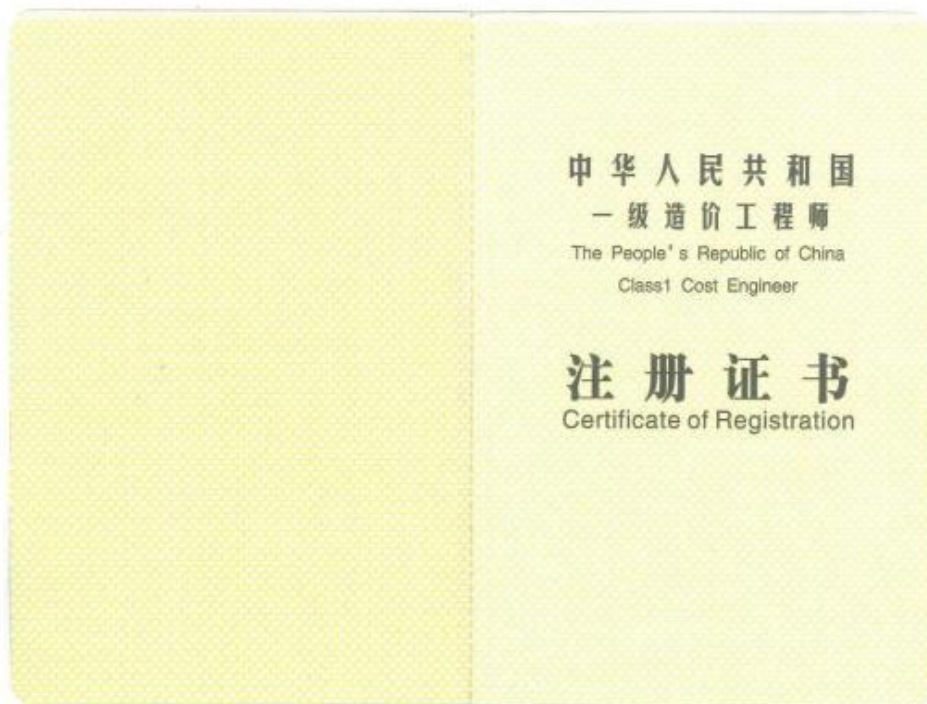 中华人民共和国
一级造价工程师
The People's Republic of China
Class1 Cost Engineer
注册证书
Certificate of Registration